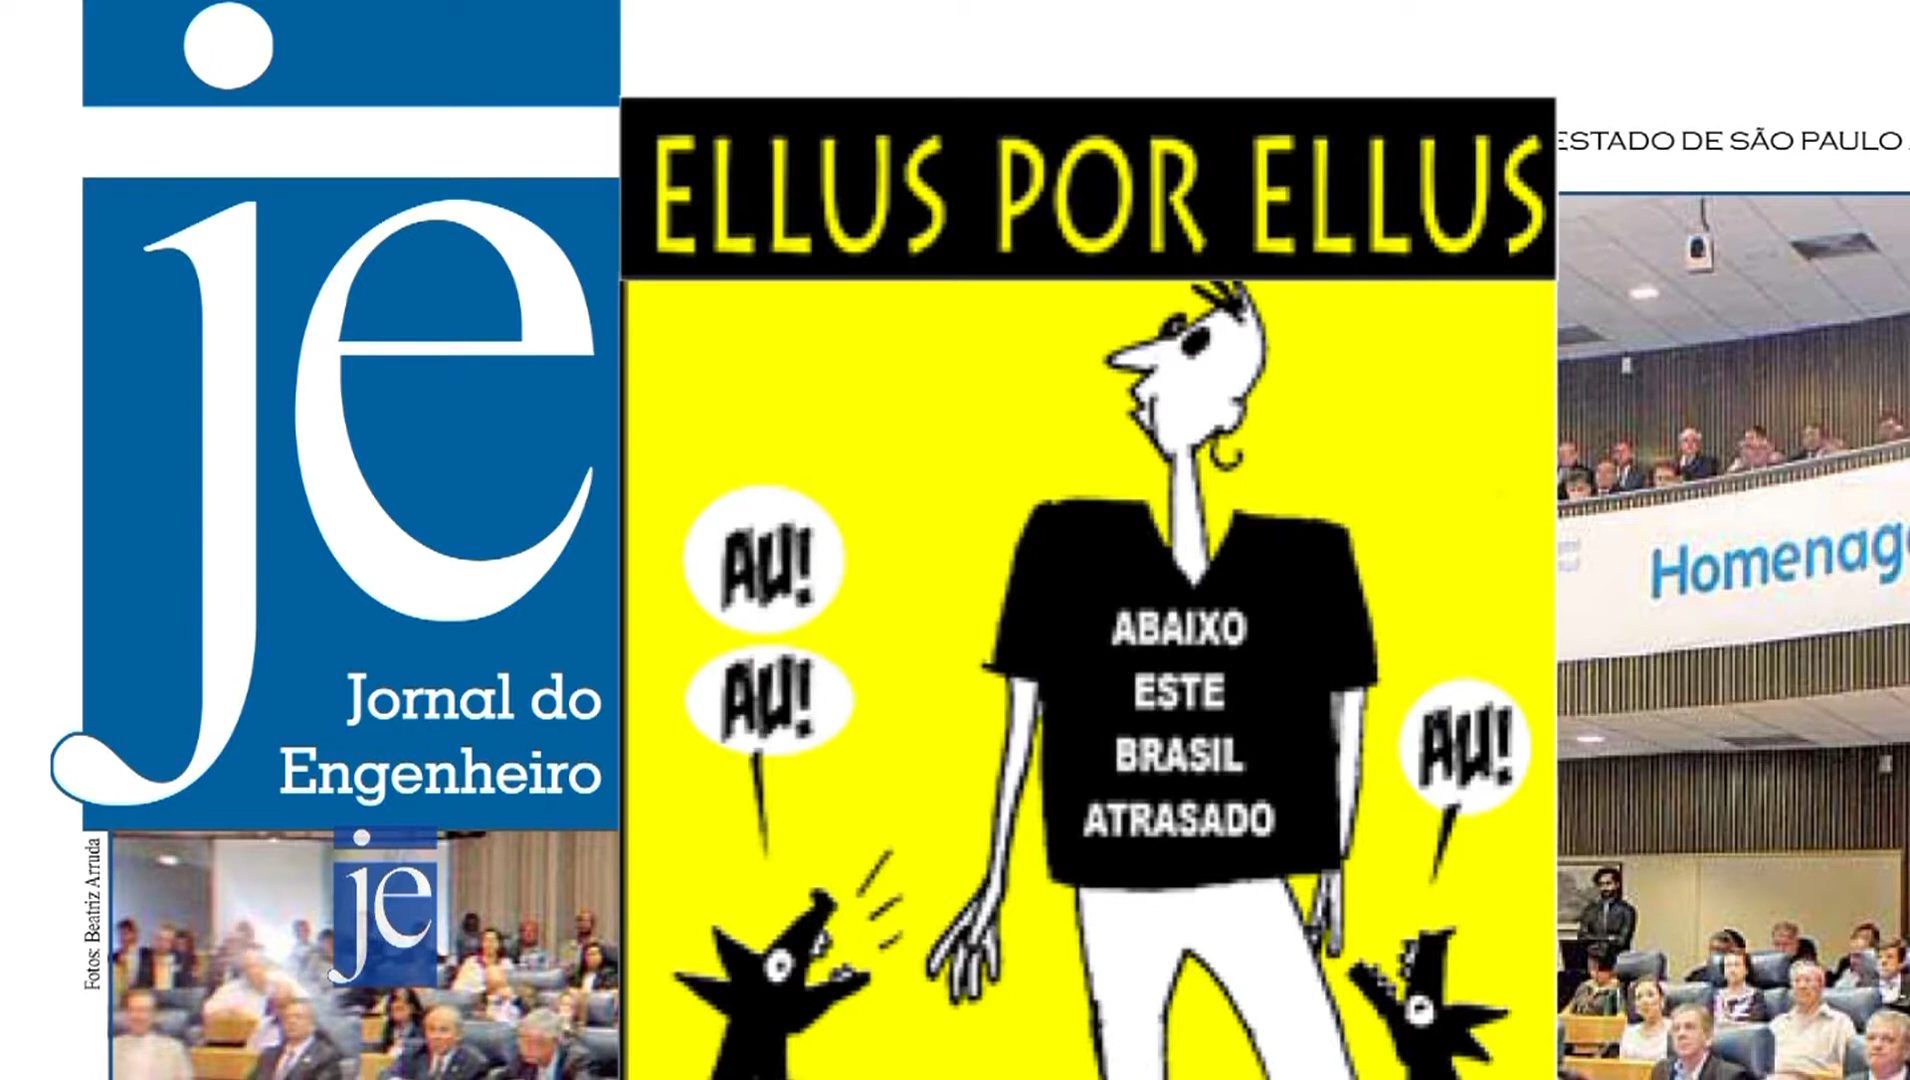 je
Jornal do
Engenheiro
Fotos: Beatriz Arruda
je
ELLUS POR ELLUS
AU!
AU!
ABAIXO
ESTE
BRASIL
ATRASADO
AU!
ESTADO DE SÃO PAULO
Homenag